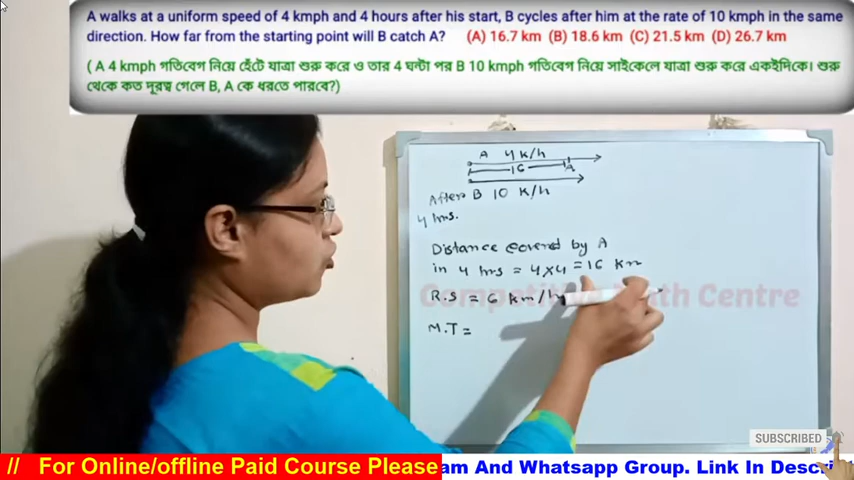 A walks at a uniform speed of 4 kmph and 4 hours after his start, B cycles after him at the rate of 10 kmph in the same
direction. How far from the starting point will B catch A? (A) 16.7 km (B) 18.6 km (C) 21.5 km (D) 26.7 km
( A 4 kmph গতিবেগ নিয়ে হেঁটে যাত্রা শুরু করে ও তার 4 ঘন্টা পর B 10 kmph গতিবেগ নিয়ে সাইকেলে যাত্রা শুরু করে একইদিকে। শুরু
থেকে কত দূরত্ব গেলে B, A কে ধরতে পারবে?)
A 4 K/h
16 A
After B 10 K/h
4 hrs.
Distance covered by A
in 4 hrs = 4 x 4 = 16 km
R.S = 6 km/h
M.T =
Competitive Math Centre
SUBSCRIBED
// For Online/offline Paid Course Please
am And Whatsapp Group. Link In Descri